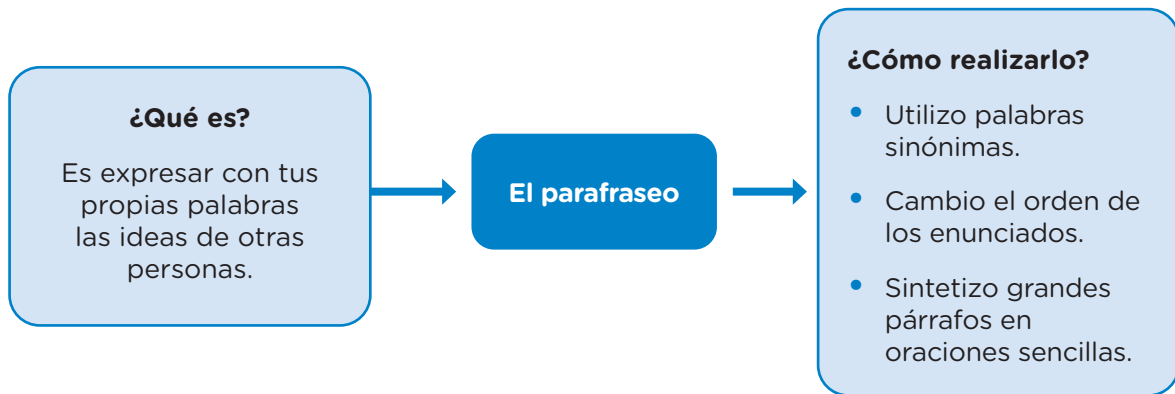 ¿Qué es?
Es expresar con tus
propias palabras
las ideas de otras
personas.
El parafraseo
¿Cómo realizarlo?
• Utilizo palabras
sinónimas.
• Cambio el orden de
los enunciados.
• Sintetizo grandes
párrafos en
oraciones sencillas.